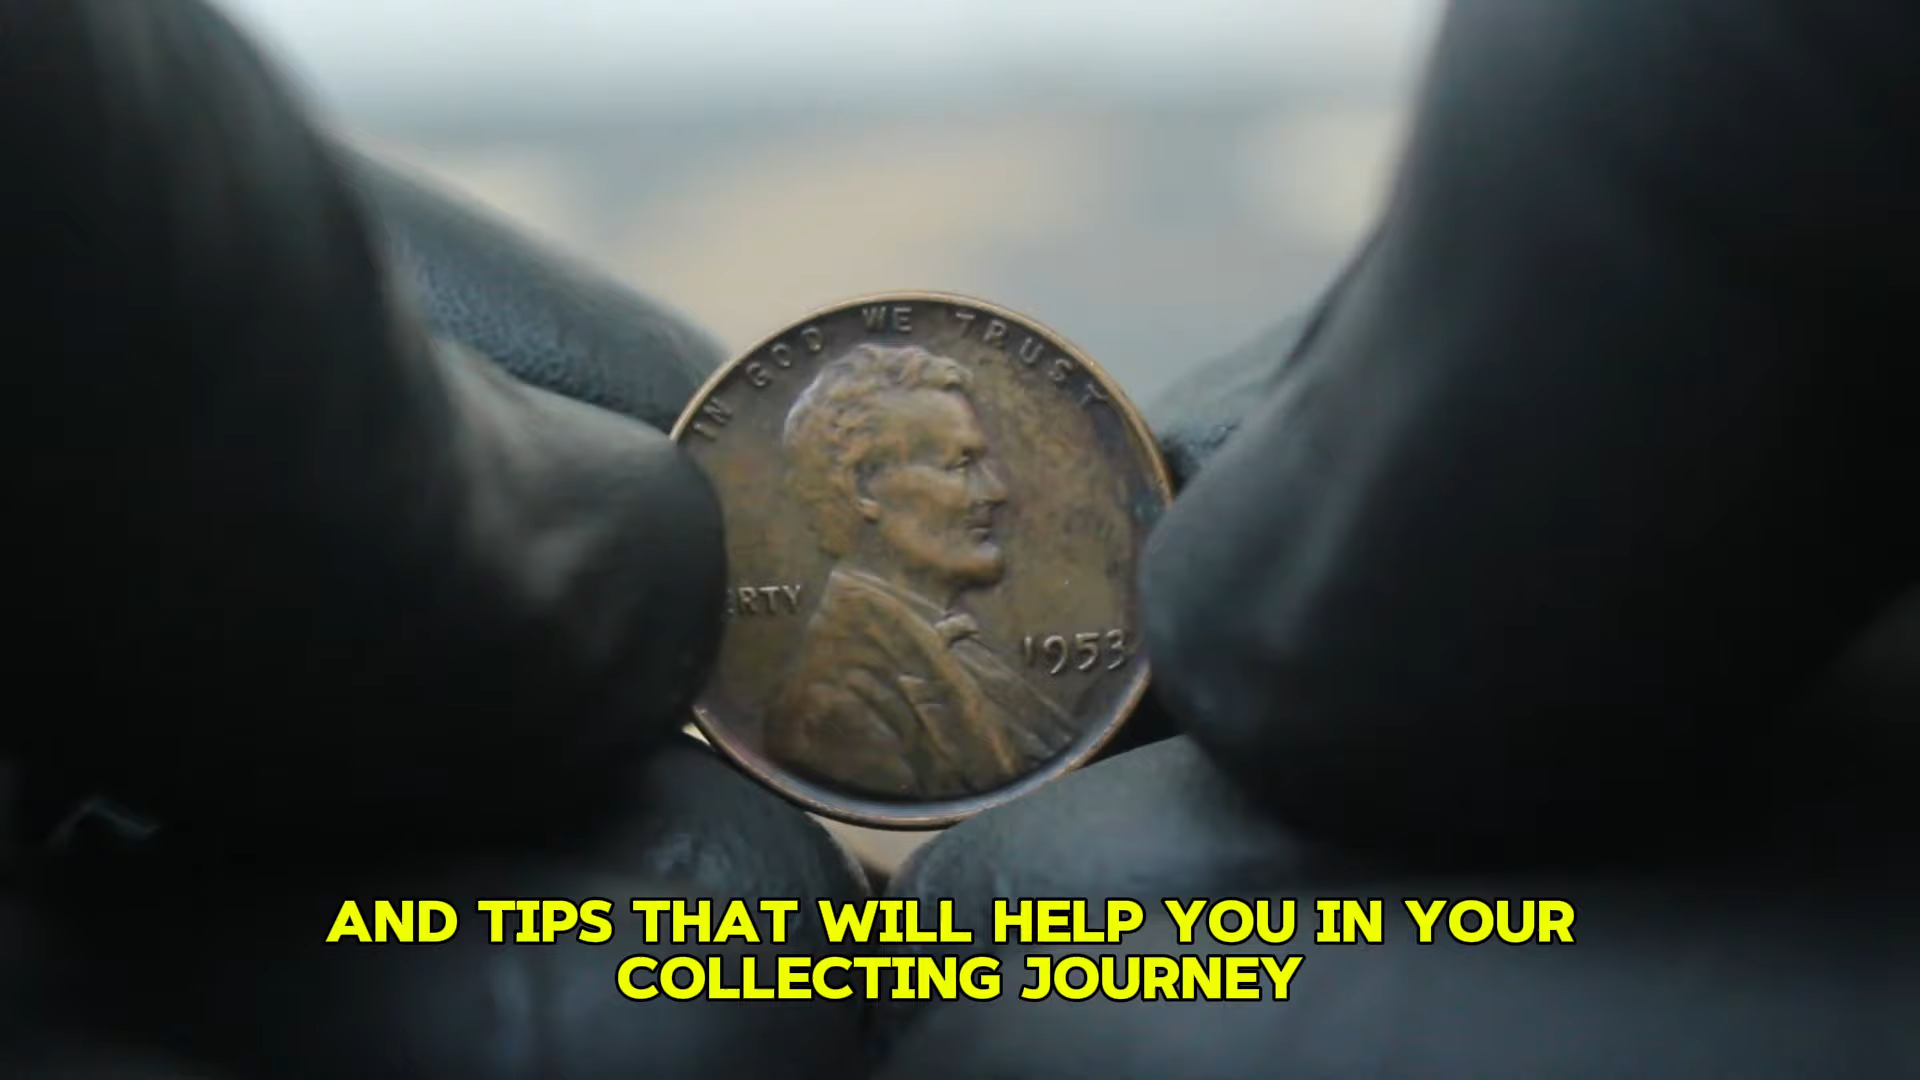 IN GOD WE TRUST
RTY
1953
AND TIPS THAT WILL HELP YOU IN YOUR
COLLECTING JOURNEY